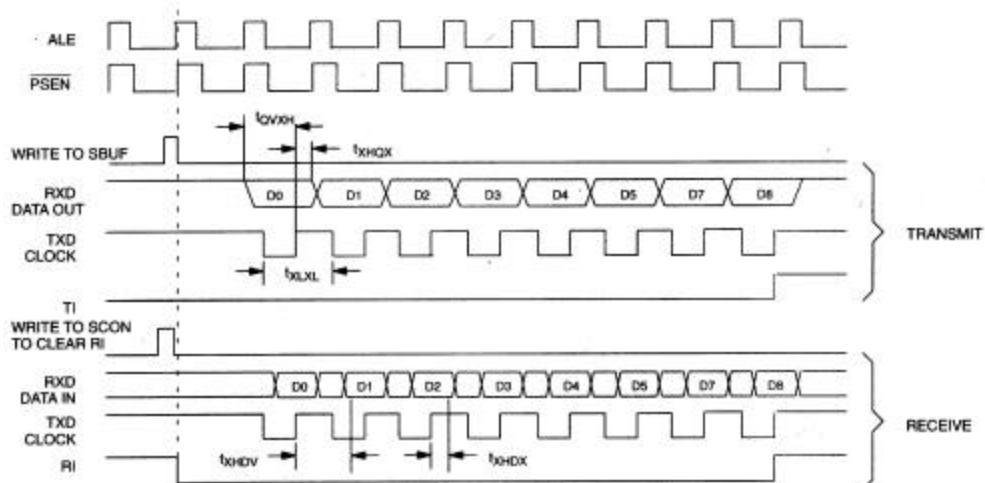 ALE
PSEN
tQVXH
WRITE TO SBUF
tXHQX
RXD
DATA OUT
D0 D1 D2 D3 D4 D5 D7 D8
TXD
CLOCK
TRANSMIT
tXLXL
TI
WRITE TO SCON
TO CLEAR RI
RXD
DATA IN
D0 D1 D2 D3 D4 D5 D7 D8
TXD
CLOCK
RECEIVE
tXHDV
tXHDX
RI